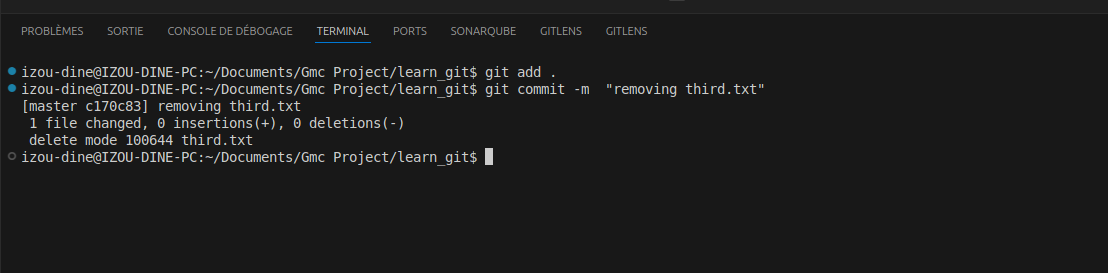 PROBLÈMES SORTIE CONSOLE DE DÉBOGAGE TERMINAL PORTS SONARQUBE GITLENS GITLENS
izou-dine@IZOU-DINE-PC:~/Documents/Gmc Project/learn_git$ git add .
izou-dine@IZOU-DINE-PC:~/Documents/Gmc Project/learn_git$ git commit -m  "removing third.txt"
[master c170c83] removing third.txt
 1 file changed, 0 insertions(+), 0 deletions(-)
 delete mode 100644 third.txt
izou-dine@IZOU-DINE-PC:~/Documents/Gmc Project/learn_git$